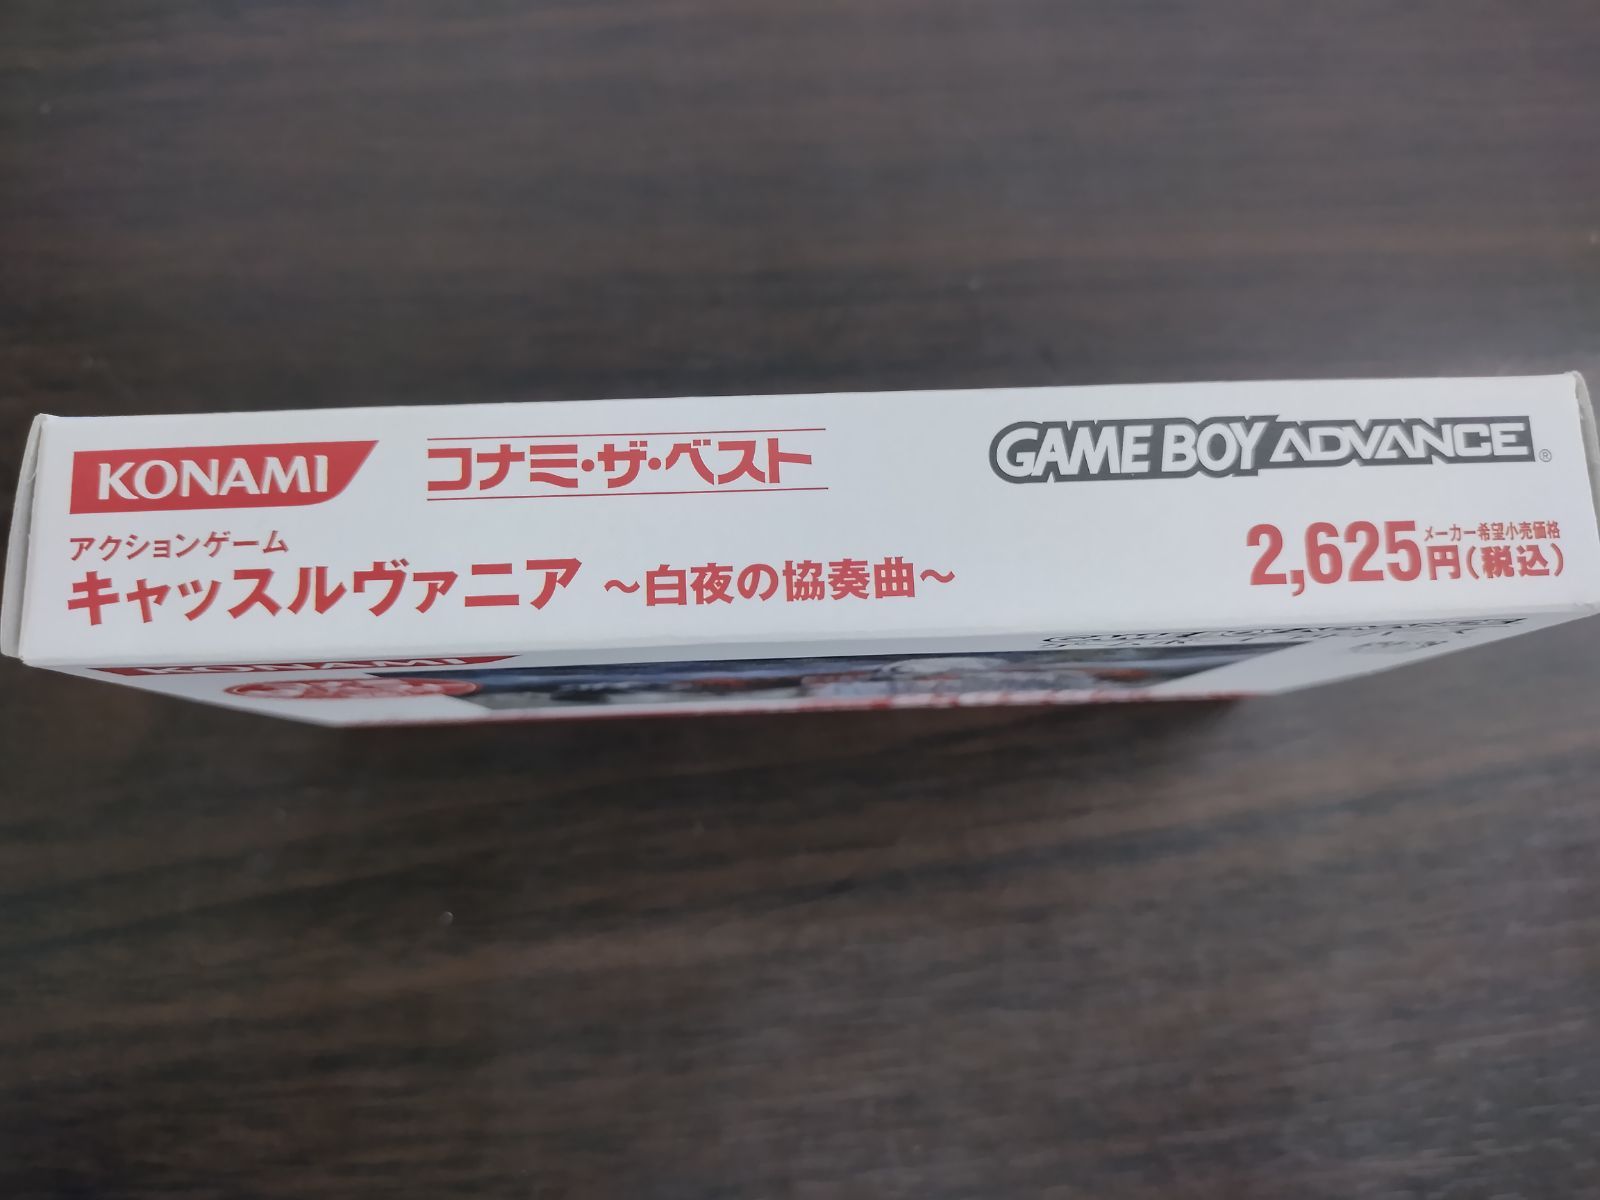 KONAMI
コナミ・ザ・ベスト
GAME BOY ADVANCE®
アクションゲーム
キャッスルヴァニア ～白夜の協奏曲～
メーカー希望小売価格
2,625円(税込)
KONAMI